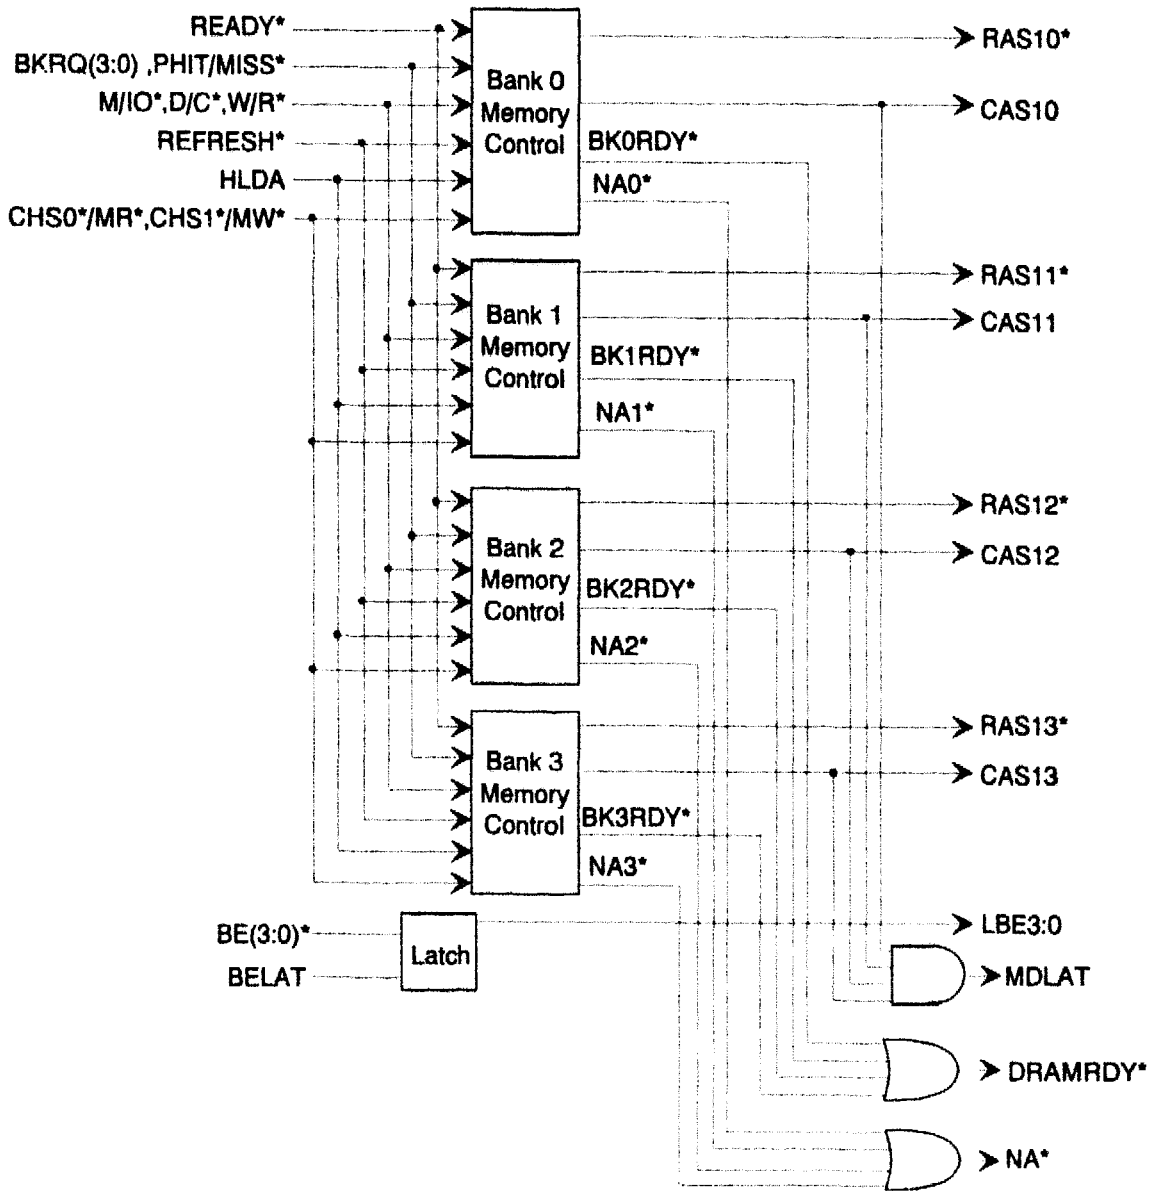 READY*
BKRQ(3:0) ,PHIT/MISS*
M/IO*,D/C*,W/R*
REFRESH*
HLDA
CHS0*/MR*,CHS1*/MW*
Bank 0
Memory
Control
RAS10*
CAS10
BK0RDY*
NA0*
Bank 1
Memory
Control
RAS11*
CAS11
BK1RDY*
NA1*
Bank 2
Memory
Control
RAS12*
CAS12
BK2RDY*
NA2*
Bank 3
Memory
Control
RAS13*
CAS13
BK3RDY*
NA3*
BE(3:0)*
BELAT
Latch
LBE3:0
MDLAT
DRAMRDY*
NA*